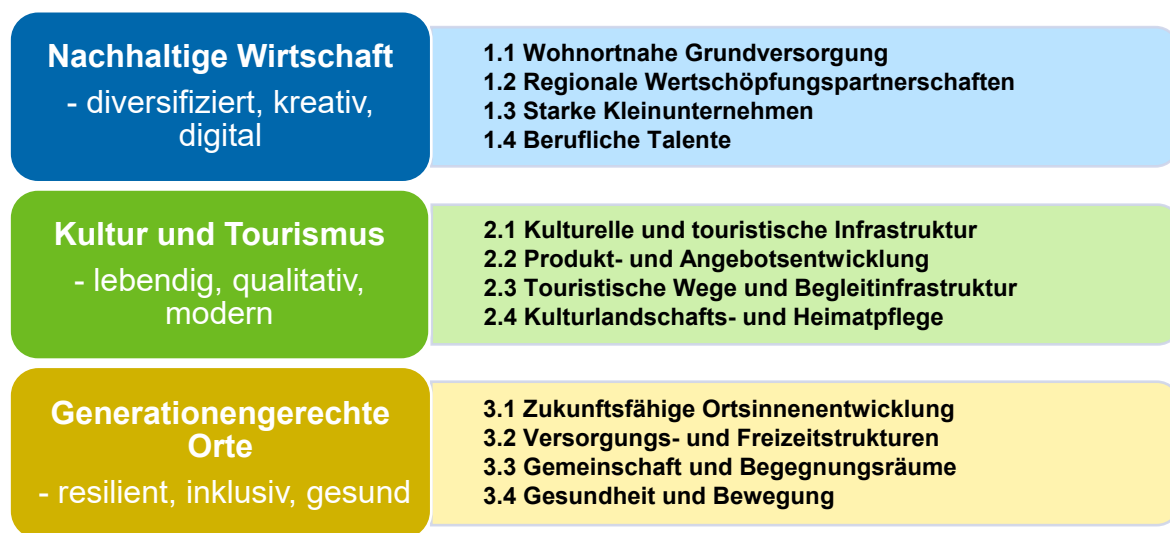 Nachhaltige Wirtschaft
- diversifiziert, kreativ,
digital
1.1 Wohnortnahe Grundversorgung
1.2 Regionale Wertschöpfungspartnerschaften
1.3 Starke Kleinunternehmen
1.4 Berufliche Talente
Kultur und Tourismus
- lebendig, qualitativ,
modern
2.1 Kulturelle und touristische Infrastruktur
2.2 Produkt- und Angebotsentwicklung
2.3 Touristische Wege und Begleitinfrastruktur
2.4 Kulturlandschafts- und Heimatpflege
Generationengerechte
Orte
- resilient, inklusiv, gesund
3.1 Zukunftsfähige Ortsinnenentwicklung
3.2 Versorgungs- und Freizeitstrukturen
3.3 Gemeinschaft und Begegnungsräume
3.4 Gesundheit und Bewegung